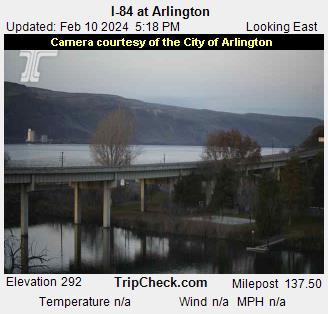 I-84 at Arlington
Updated: Feb 10 2024 5:18 PM Looking East
Camera courtesy of the City of Arlington
Elevation 292 TripCheck.com Milepost 137.50
Temperature n/a Wind n/a MPH n/a